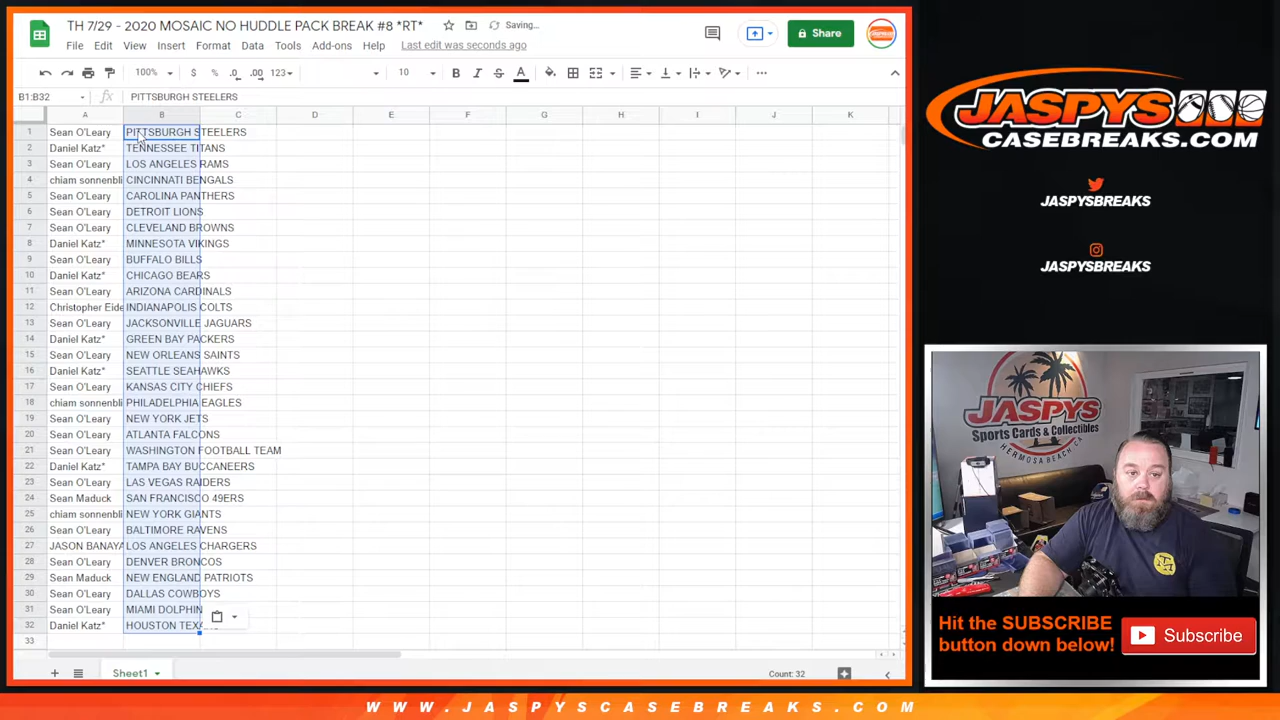 TH 7/29 - 2020 MOSAIC NO HUDDLE PACK BREAK #8 *RT*
Saving...
File Edit View Insert Format Data Tools Add-ons Help Last edit was seconds ago
Share
100% $ % .0 .00 123 10 B I S A
B1:B32 fx PITTSBURGH STEELERS
A B C D E F G H I J K
1 Sean O'Leary PITTSBURGH STEELERS
2 Daniel Katz* TENNESSEE TITANS
3 Sean O'Leary LOS ANGELES RAMS
4 chiam sonnenbli CINCINNATI BENGALS
5 Sean O'Leary CAROLINA PANTHERS
6 Sean O'Leary DETROIT LIONS
7 Sean O'Leary CLEVELAND BROWNS
8 Daniel Katz* MINNESOTA VIKINGS
9 Sean O'Leary BUFFALO BILLS
10 Daniel Katz* CHICAGO BEARS
11 Sean O'Leary ARIZONA CARDINALS
12 Christopher Eide INDIANAPOLIS COLTS
13 Sean O'Leary JACKSONVILLE JAGUARS
14 Daniel Katz* GREEN BAY PACKERS
15 Sean O'Leary NEW ORLEANS SAINTS
16 Daniel Katz* SEATTLE SEAHAWKS
17 Sean O'Leary KANSAS CITY CHIEFS
18 chiam sonnenbli PHILADELPHIA EAGLES
19 Sean O'Leary NEW YORK JETS
20 Sean O'Leary ATLANTA FALCONS
21 Sean O'Leary WASHINGTON FOOTBALL TEAM
22 Daniel Katz* TAMPA BAY BUCCANEERS
23 Sean O'Leary LAS VEGAS RAIDERS
24 Sean Maduck SAN FRANCISCO 49ERS
25 chiam sonnenbli NEW YORK GIANTS
26 Sean O'Leary BALTIMORE RAVENS
27 JASON BANAYA LOS ANGELES CHARGERS
28 Sean O'Leary DENVER BRONCOS
29 Sean Maduck NEW ENGLAND PATRIOTS
30 Sean O'Leary DALLAS COWBOYS
31 Sean O'Leary MIAMI DOLPHIN
32 Daniel Katz* HOUSTON TEX
33
Sheet1
Count: 32
JASPYS
CASEBREAKS.COM
JASPYSBREAKS
JASPYSBREAKS
JASPYS
Sports Cards & Collectibles
HERMOSA BEACH CA
Hit the SUBSCRIBE
button down below!
Subscribe
WWW.JASPYSCASEBREAKS.COM